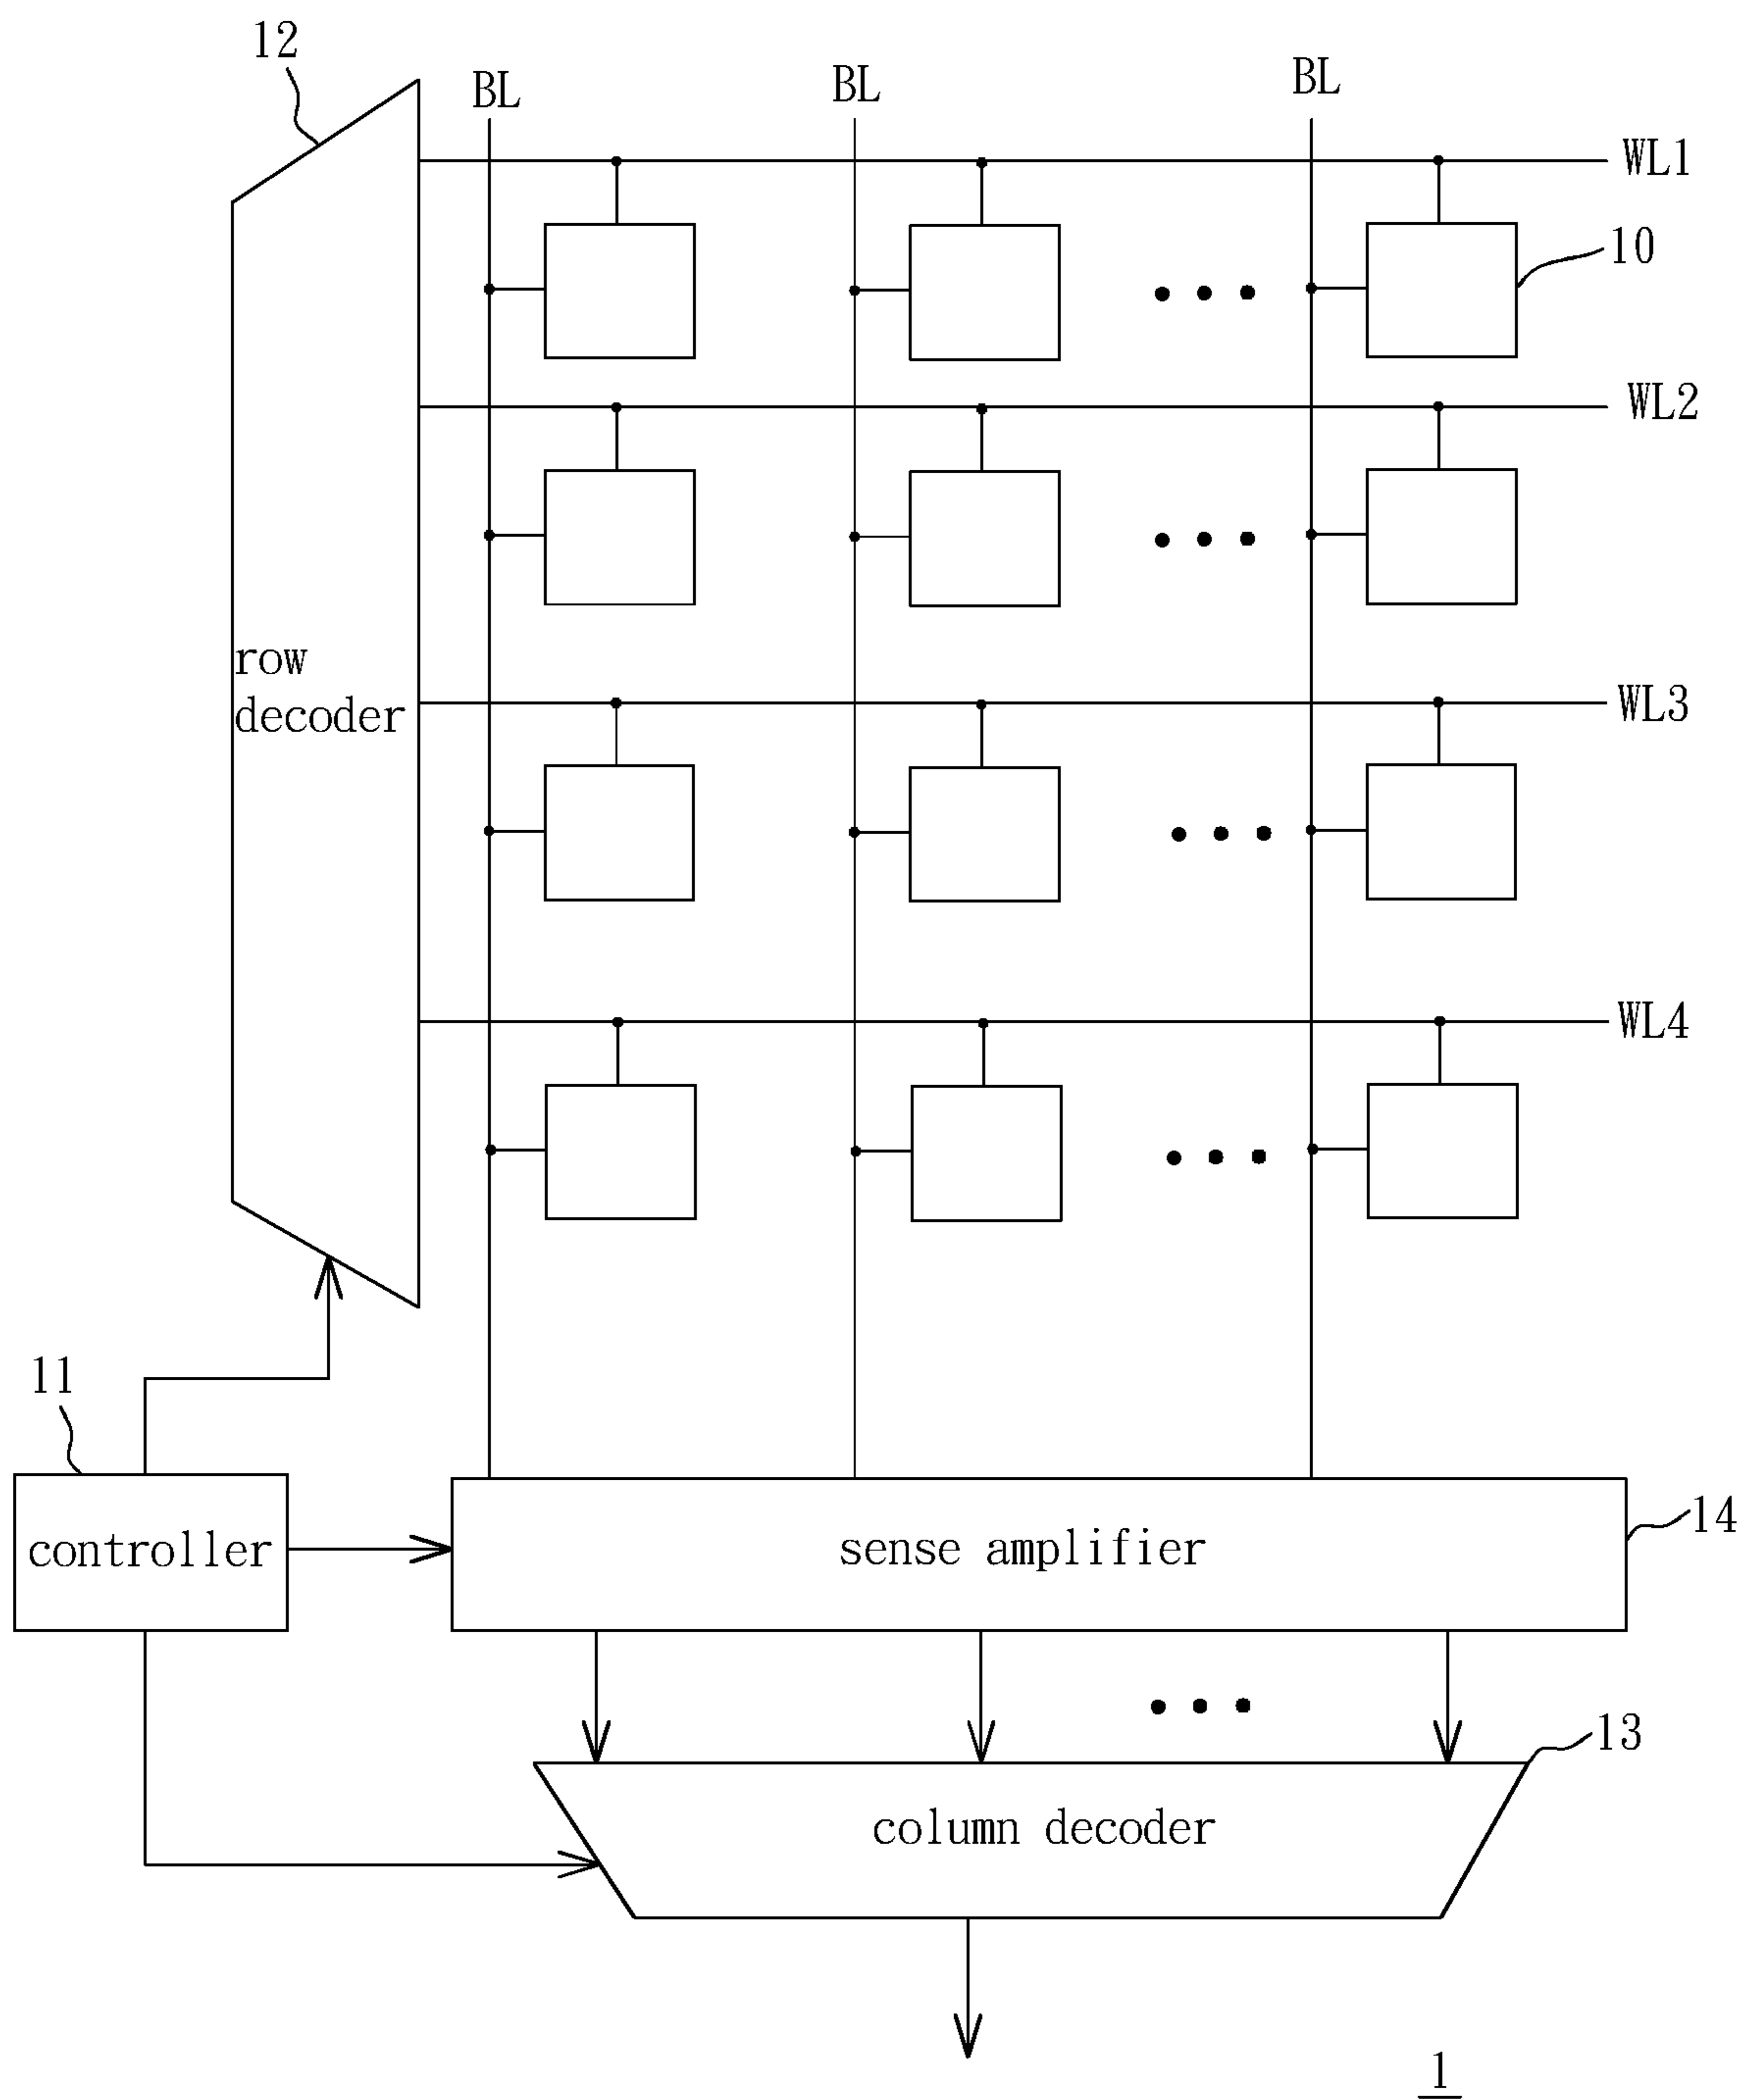 12
BL
BL
BL
WL1
10
WL2
row
decoder
WL3
WL4
11
controller
sense amplifier
14
13
column decoder
1